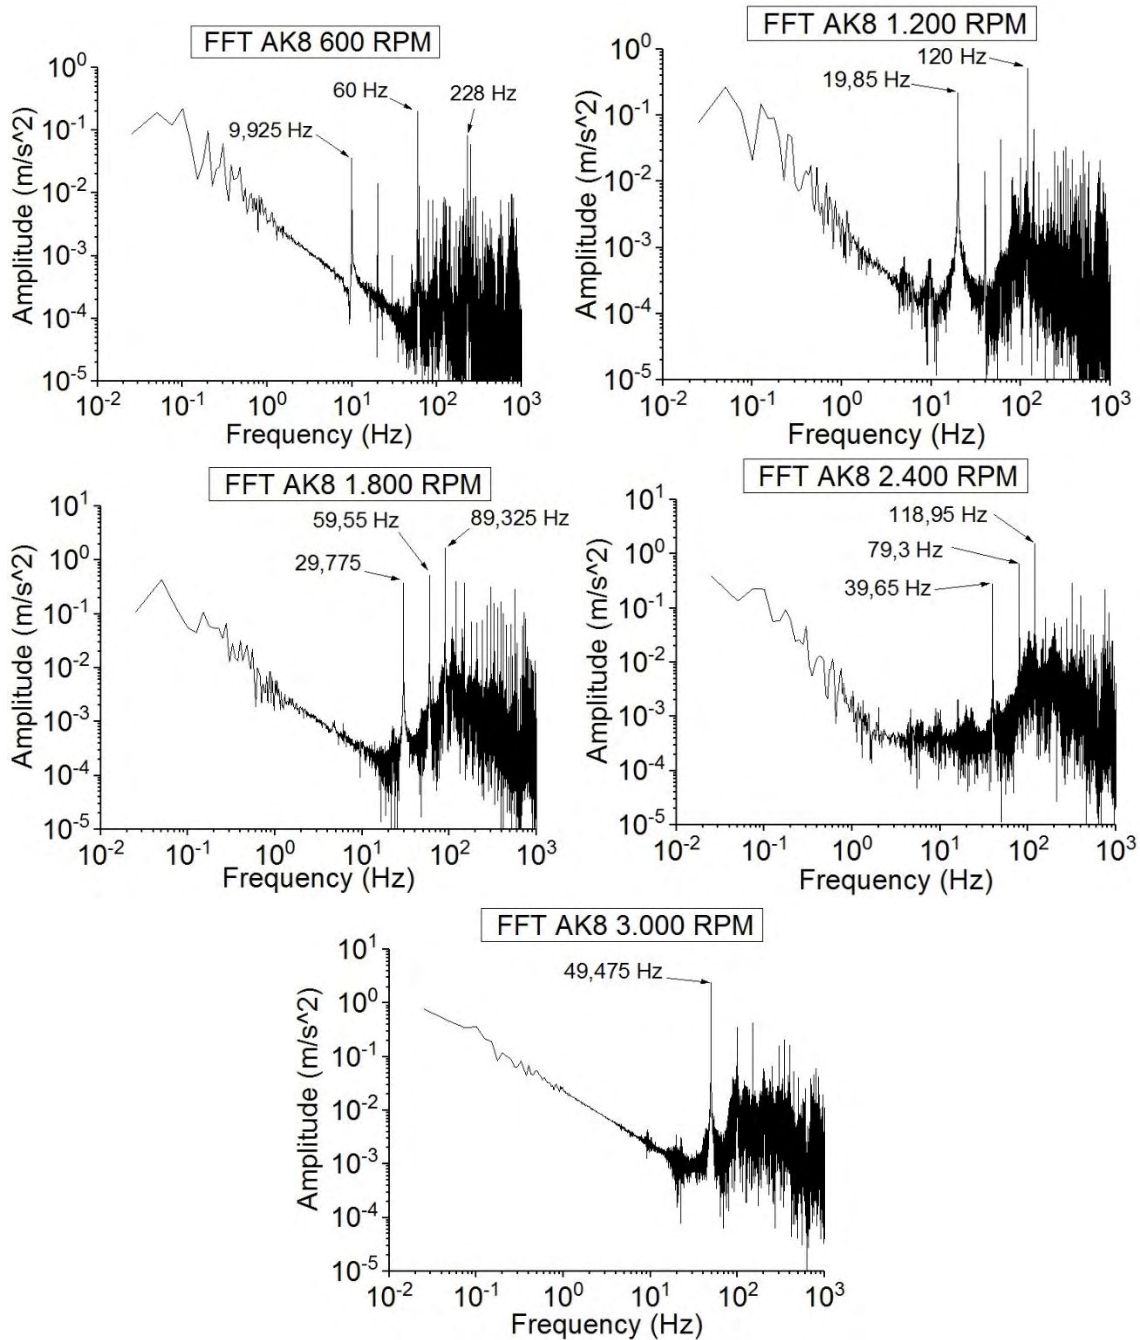 FFT AK8 600 RPM
10^0
10^-1
10^-2
10^-3
10^-4
10^-5
Amplitude (m/s^2)
9,925 Hz
60 Hz
228 Hz
10^-2 10^-1 10^0 10^1 10^2 10^3
Frequency (Hz)
FFT AK8 1.200 RPM
10^0
10^-1
10^-2
10^-3
10^-4
10^-5
Amplitude (m/s^2)
19,85 Hz
120 Hz
10^-2 10^-1 10^0 10^1 10^2 10^3
Frequency (Hz)
FFT AK8 1.800 RPM
10^1
10^0
10^-1
10^-2
10^-3
10^-4
10^-5
Amplitude (m/s^2)
59,55 Hz
89,325 Hz
29,775
10^-2 10^-1 10^0 10^1 10^2 10^3
Frequency (Hz)
FFT AK8 2.400 RPM
10^1
10^0
10^-1
10^-2
10^-3
10^-4
10^-5
Amplitude (m/s^2)
118,95 Hz
79,3 Hz
39,65 Hz
10^-2 10^-1 10^0 10^1 10^2 10^3
Frequency (Hz)
FFT AK8 3.000 RPM
10^1
10^0
10^-1
10^-2
10^-3
10^-4
10^-5
Amplitude (m/s^2)
49,475 Hz
10^-2 10^-1 10^0 10^1 10^2 10^3
Frequency (Hz)